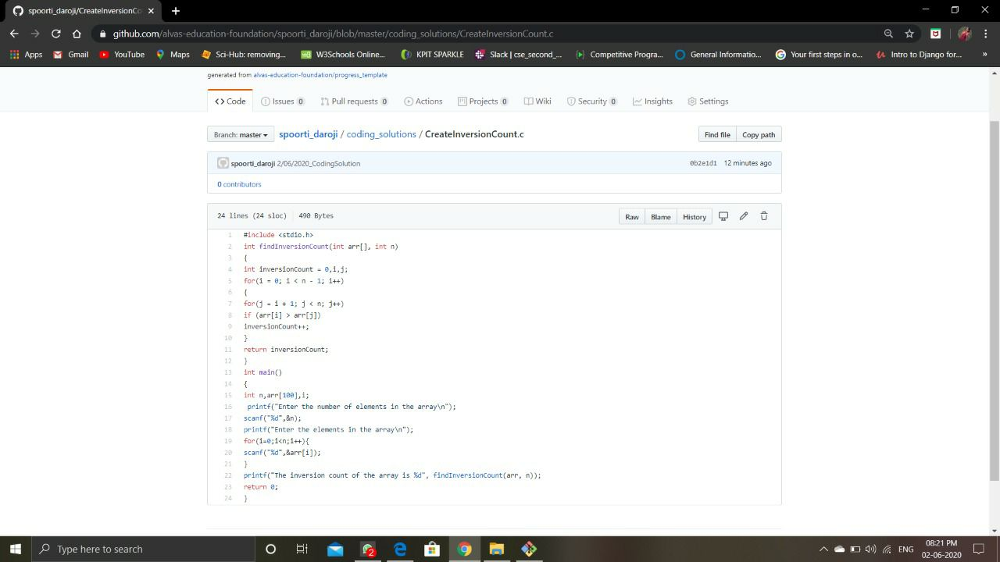 spoorti_daroji/CreateInversionCo
github.com/alvas-education-foundation/spoorti_daroji/blob/master/coding_solutions/CreateInversionCount.c
Apps Gmail YouTube Maps Sci-Hub: removing... W3Schools Online... KPIT SPARKLE Slack | cse_second_... Competitive Progra... General Informatio... Your first steps in o... Intro to Django for... »
generated from alvas-education-foundation/progress_template
<> Code Issues 0 Pull requests 0 Actions Projects 0 Wiki Security 0 Insights Settings
Branch: master spoorti_daroji / coding_solutions / CreateInversionCount.c Find file Copy path
spoorti_daroji 2/06/2020_CodingSolution 0b2e1d1 12 minutes ago
0 contributors
24 lines (24 sloc) 490 Bytes Raw Blame History
1 #include <stdio.h>
2 int findInversionCount(int arr[], int n)
3 {
4 int inversionCount = 0,i,j;
5 for(i = 0; i < n - 1; i++)
6 {
7 for(j = i + 1; j < n; j++)
8 if (arr[i] > arr[j])
9 inversionCount++;
10 }
11 return inversionCount;
12 }
13 int main()
14 {
15 int n,arr[100],i;
16 printf("Enter the number of elements in the array\n");
17 scanf("%d",&n);
18 printf("Enter the elements in the array\n");
19 for(i=0;i<n;i++){
20 scanf("%d",&arr[i]);
21 }
22 printf("The inversion count of the array is %d", findInversionCount(arr, n));
23 return 0;
24 }
Type here to search 2 ENG 08:21 PM
02-06-2020